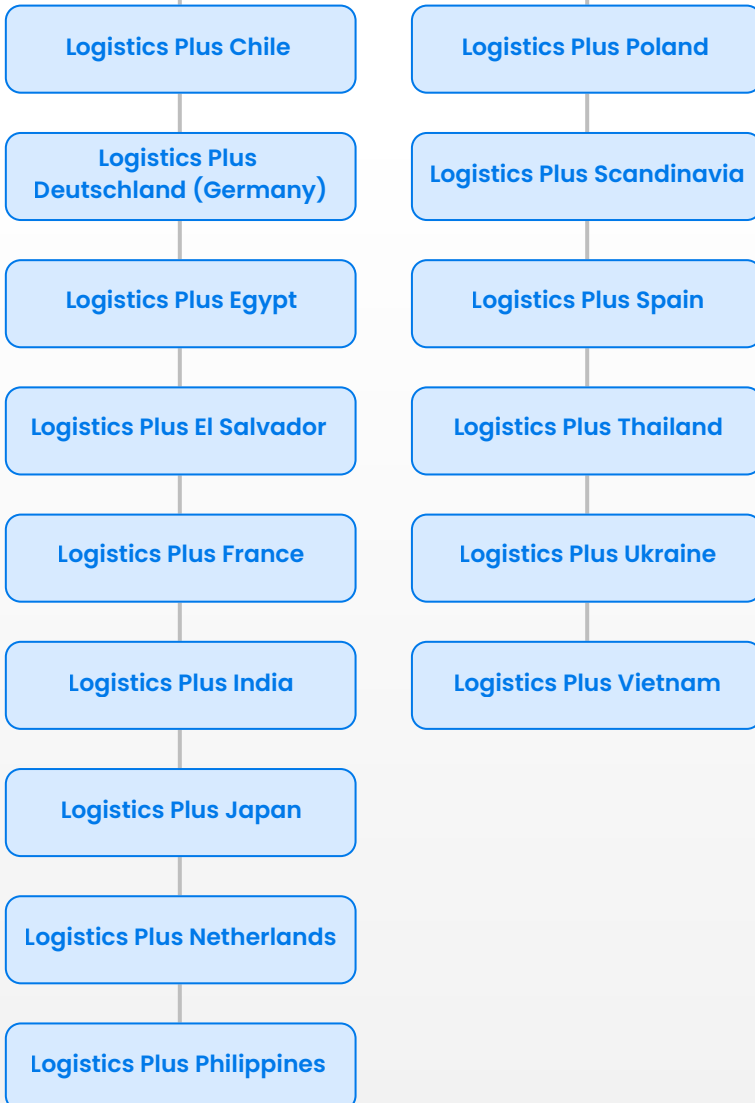 Logistics Plus Chile
Logistics Plus
Deutschland (Germany)
Logistics Plus Egypt
Logistics Plus El Salvador
Logistics Plus France
Logistics Plus India
Logistics Plus Japan
Logistics Plus Netherlands
Logistics Plus Philippines
Logistics Plus Poland
Logistics Plus Scandinavia
Logistics Plus Spain
Logistics Plus Thailand
Logistics Plus Ukraine
Logistics Plus Vietnam